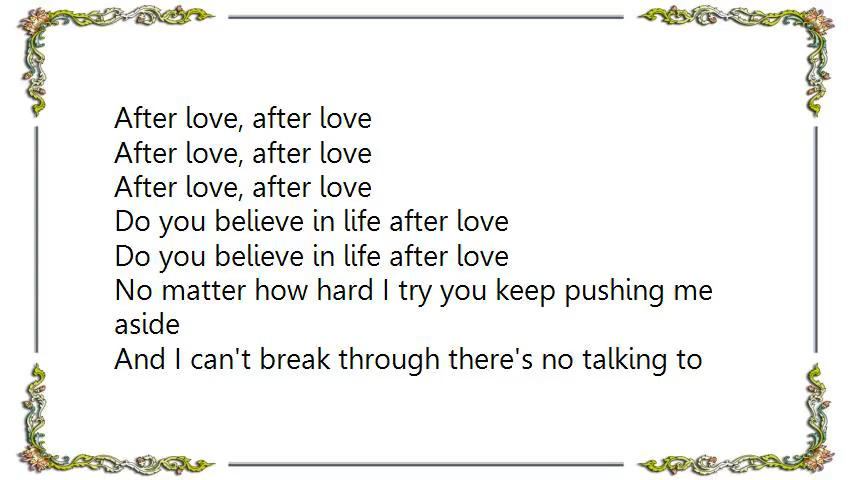 After love, after love
After love, after love
After love, after love
Do you believe in life after love
Do you believe in life after love
No matter how hard I try you keep pushing me
aside
And I can't break through there's no talking to